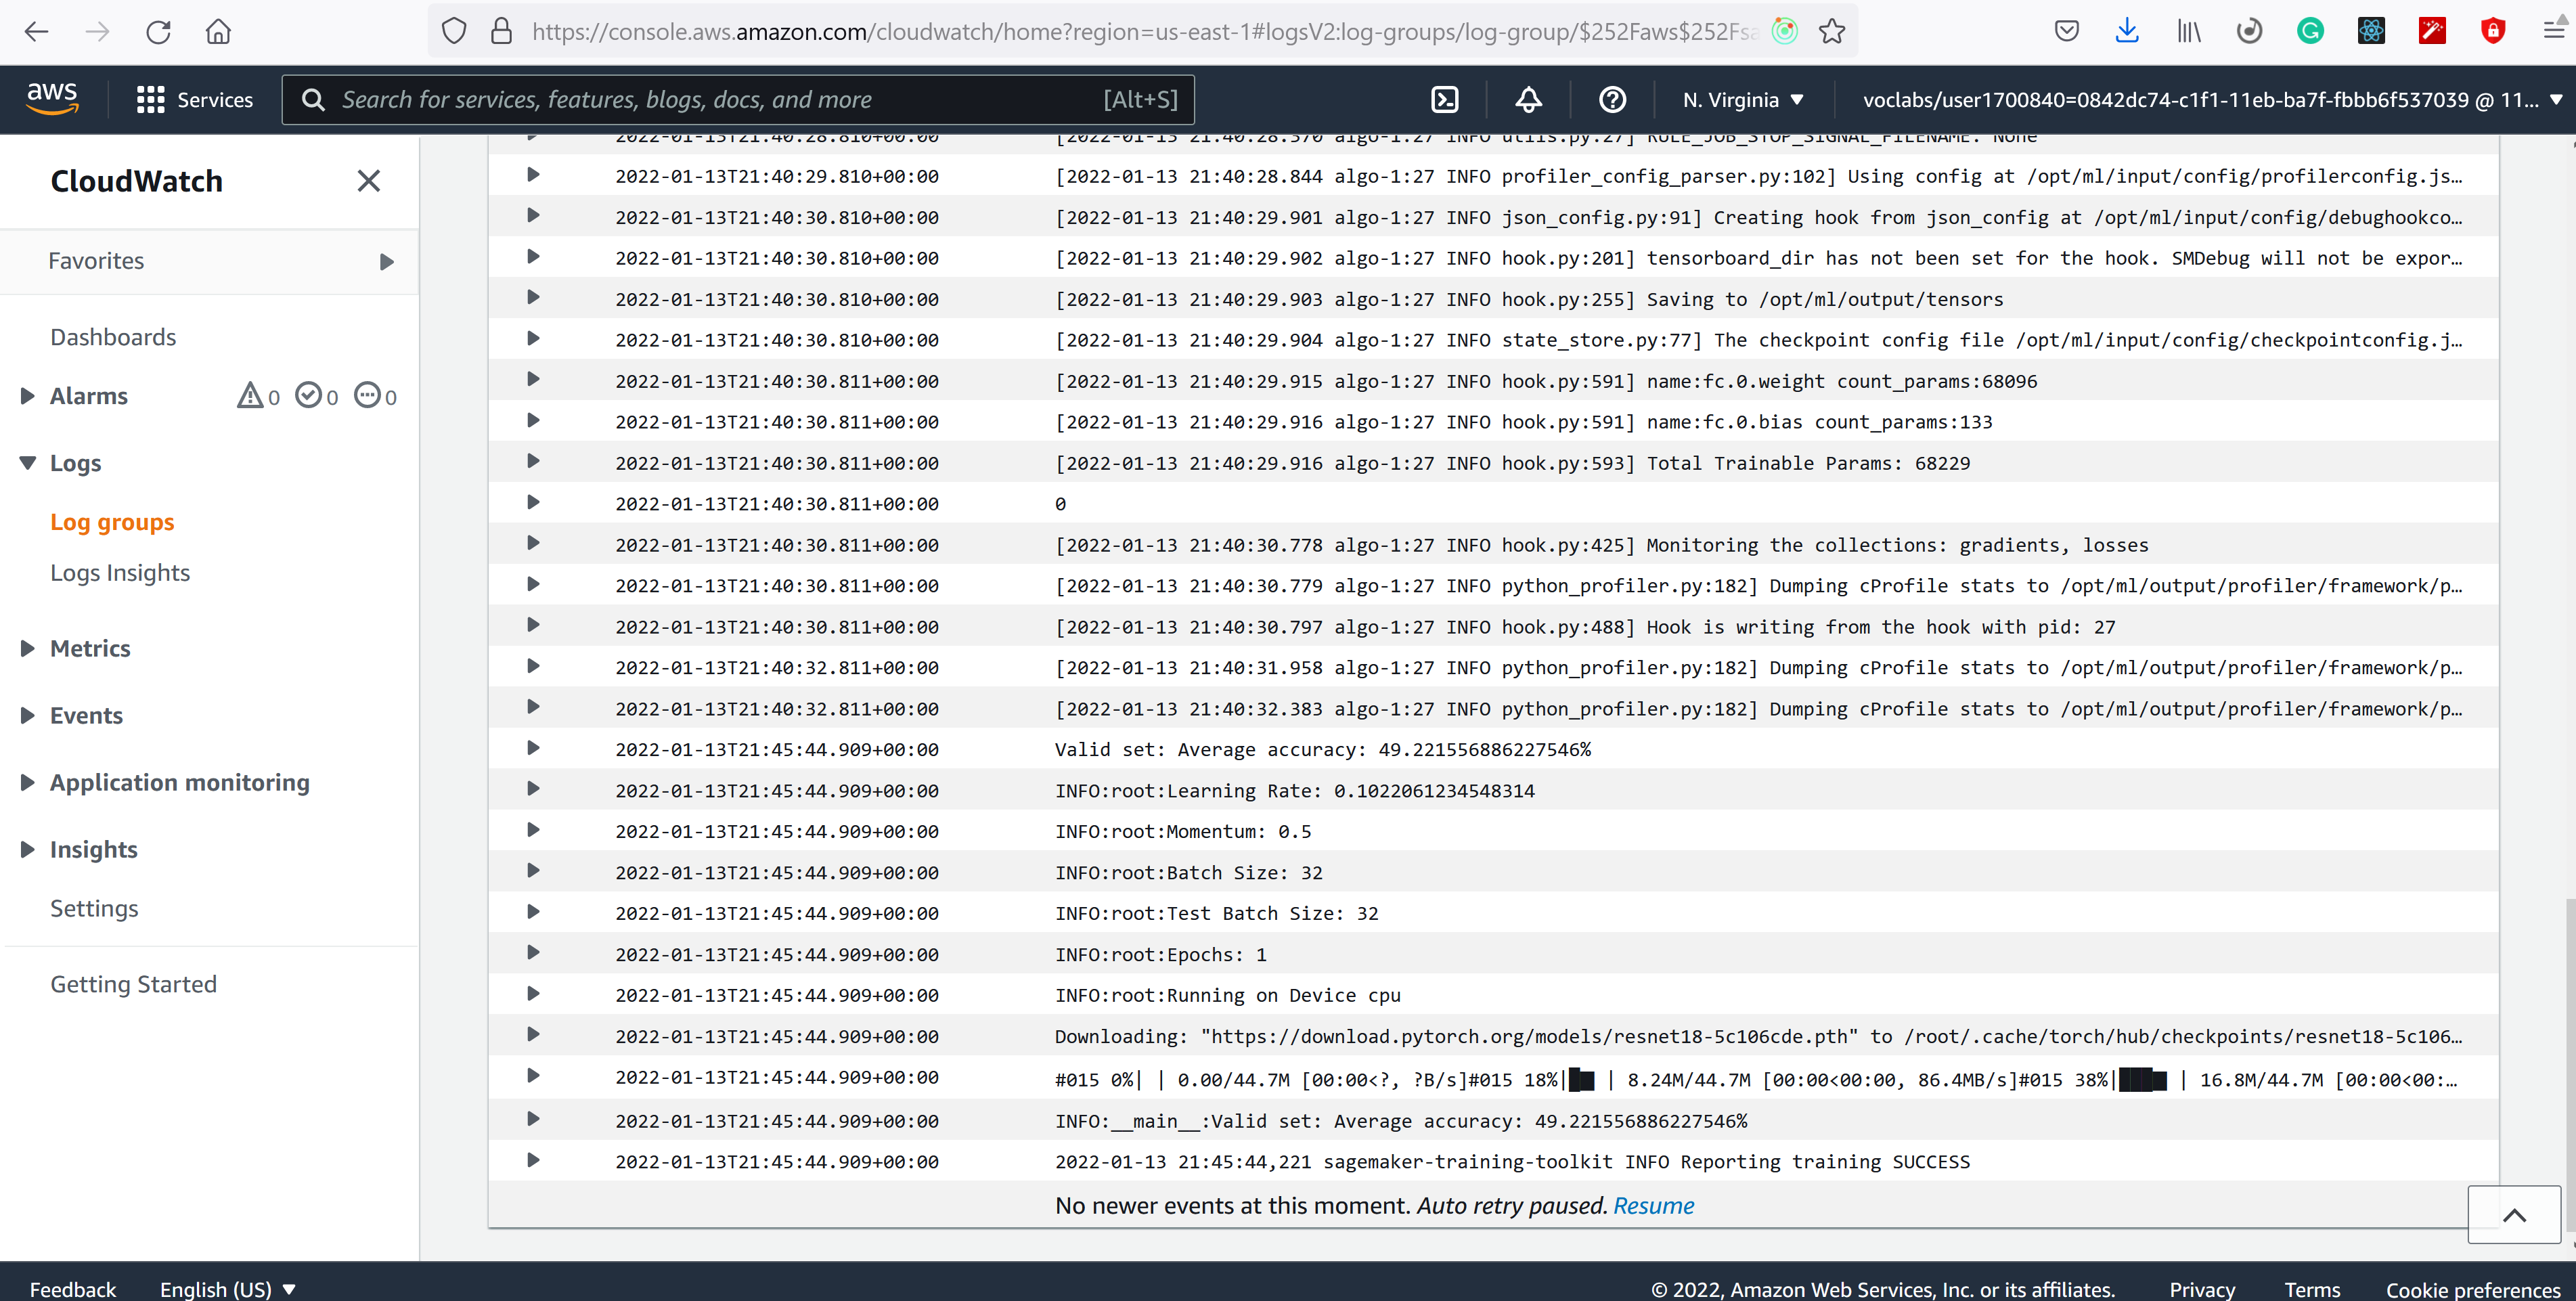 https://console.aws.amazon.com/cloudwatch/home?region=us-east-1#logsV2:log-groups/log-group/$252Faws$252Fsa
aws
Services
Search for services, features, blogs, docs, and more [Alt+S]
N. Virginia
voclabs/user1700840=0842dc74-c1f1-11eb-ba7f-fbbb6f537039 @ 11...
CloudWatch
Favorites
Dashboards
Alarms 0 0 0
Logs
Log groups
Logs Insights
Metrics
Events
Application monitoring
Insights
Settings
Getting Started
2022-01-13T21:40:28.810+00:00 [2022-01-13 21:40:28.370 algo-1:27 INFO utils.py:27] RULE_JOB_STOP_SIGNAL_FILENAME: None
2022-01-13T21:40:29.810+00:00 [2022-01-13 21:40:28.844 algo-1:27 INFO profiler_config_parser.py:102] Using config at /opt/ml/input/config/profilerconfig.js…
2022-01-13T21:40:30.810+00:00 [2022-01-13 21:40:29.901 algo-1:27 INFO json_config.py:91] Creating hook from json_config at /opt/ml/input/config/debughookco…
2022-01-13T21:40:30.810+00:00 [2022-01-13 21:40:29.902 algo-1:27 INFO hook.py:201] tensorboard_dir has not been set for the hook. SMDebug will not be expor…
2022-01-13T21:40:30.810+00:00 [2022-01-13 21:40:29.903 algo-1:27 INFO hook.py:255] Saving to /opt/ml/output/tensors
2022-01-13T21:40:30.810+00:00 [2022-01-13 21:40:29.904 algo-1:27 INFO state_store.py:77] The checkpoint config file /opt/ml/input/config/checkpointconfig.j…
2022-01-13T21:40:30.811+00:00 [2022-01-13 21:40:29.915 algo-1:27 INFO hook.py:591] name:fc.0.weight count_params:68096
2022-01-13T21:40:30.811+00:00 [2022-01-13 21:40:29.916 algo-1:27 INFO hook.py:591] name:fc.0.bias count_params:133
2022-01-13T21:40:30.811+00:00 [2022-01-13 21:40:29.916 algo-1:27 INFO hook.py:593] Total Trainable Params: 68229
2022-01-13T21:40:30.811+00:00 0
2022-01-13T21:40:30.811+00:00 [2022-01-13 21:40:30.778 algo-1:27 INFO hook.py:425] Monitoring the collections: gradients, losses
2022-01-13T21:40:30.811+00:00 [2022-01-13 21:40:30.779 algo-1:27 INFO python_profiler.py:182] Dumping cProfile stats to /opt/ml/output/profiler/framework/p…
2022-01-13T21:40:30.811+00:00 [2022-01-13 21:40:30.797 algo-1:27 INFO hook.py:488] Hook is writing from the hook with pid: 27
2022-01-13T21:40:32.811+00:00 [2022-01-13 21:40:31.958 algo-1:27 INFO python_profiler.py:182] Dumping cProfile stats to /opt/ml/output/profiler/framework/p…
2022-01-13T21:40:32.811+00:00 [2022-01-13 21:40:32.383 algo-1:27 INFO python_profiler.py:182] Dumping cProfile stats to /opt/ml/output/profiler/framework/p…
2022-01-13T21:45:44.909+00:00 Valid set: Average accuracy: 49.221556886227546%
2022-01-13T21:45:44.909+00:00 INFO:root:Learning Rate: 0.1022061234548314
2022-01-13T21:45:44.909+00:00 INFO:root:Momentum: 0.5
2022-01-13T21:45:44.909+00:00 INFO:root:Batch Size: 32
2022-01-13T21:45:44.909+00:00 INFO:root:Test Batch Size: 32
2022-01-13T21:45:44.909+00:00 INFO:root:Epochs: 1
2022-01-13T21:45:44.909+00:00 INFO:root:Running on Device cpu
2022-01-13T21:45:44.909+00:00 Downloading: "https://download.pytorch.org/models/resnet18-5c106cde.pth" to /root/.cache/torch/hub/checkpoints/resnet18-5c106…
2022-01-13T21:45:44.909+00:00 #015 0%| | 0.00/44.7M [00:00<?, ?B/s]#015 18%|█▊ | 8.24M/44.7M [00:00<00:00, 86.4MB/s]#015 38%|███▊ | 16.8M/44.7M [00:00<00:…
2022-01-13T21:45:44.909+00:00 INFO:__main__:Valid set: Average accuracy: 49.221556886227546%
2022-01-13T21:45:44.909+00:00 2022-01-13 21:45:44,221 sagemaker-training-toolkit INFO Reporting training SUCCESS
No newer events at this moment. Auto retry paused. Resume
Feedback English (US) © 2022, Amazon Web Services, Inc. or its affiliates. Privacy Terms Cookie preferences